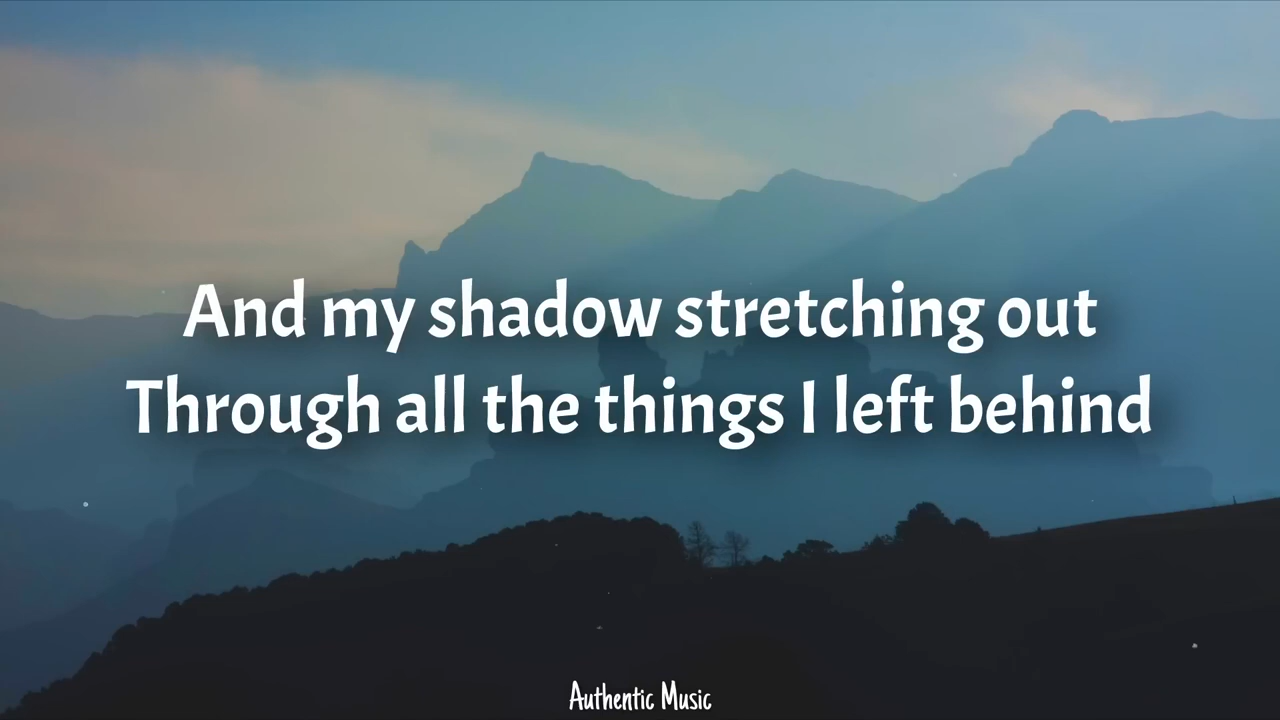 And my shadow stretching out
Through all the things I left behind
Authentic Music